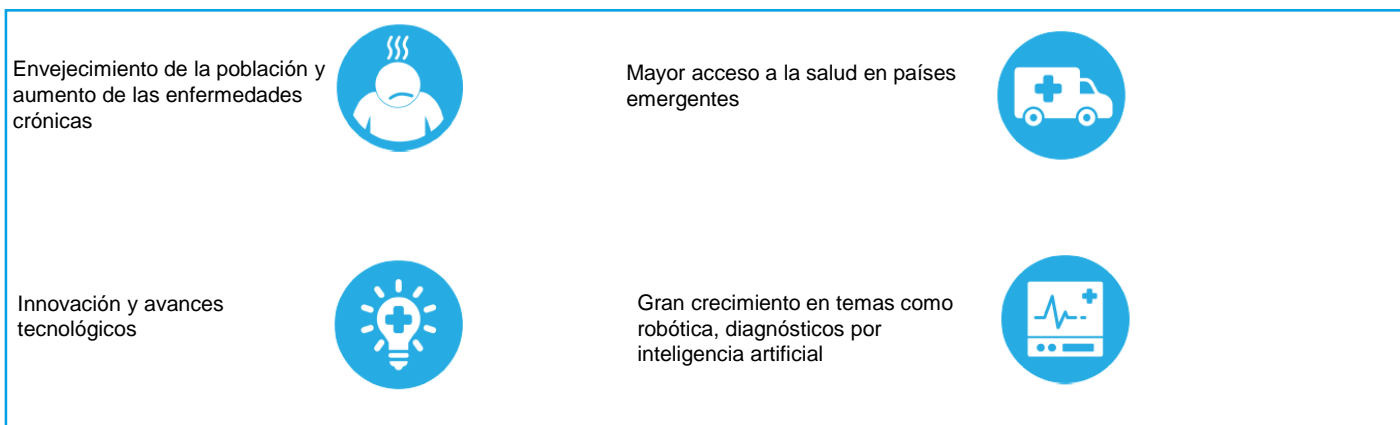 Envejecimiento de la población y
aumento de las enfermedades
crónicas
Mayor acceso a la salud en países
emergentes
Innovación y avances
tecnológicos
Gran crecimiento en temas como
robótica, diagnósticos por
inteligencia artificial